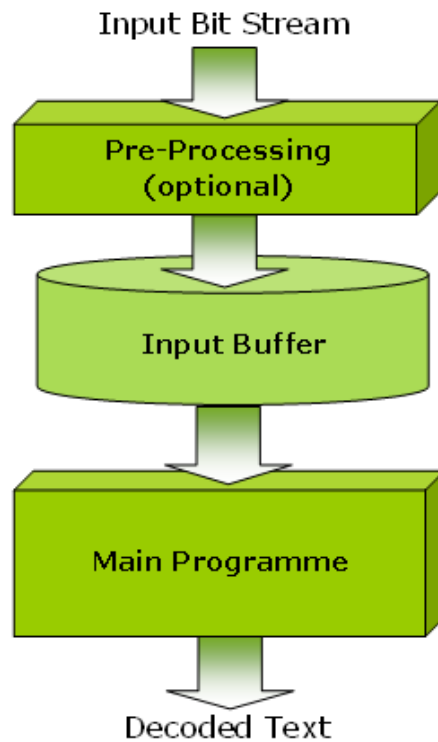 Input Bit Stream
Pre-Processing
(optional)
Input Buffer
Main Programme
Decoded Text